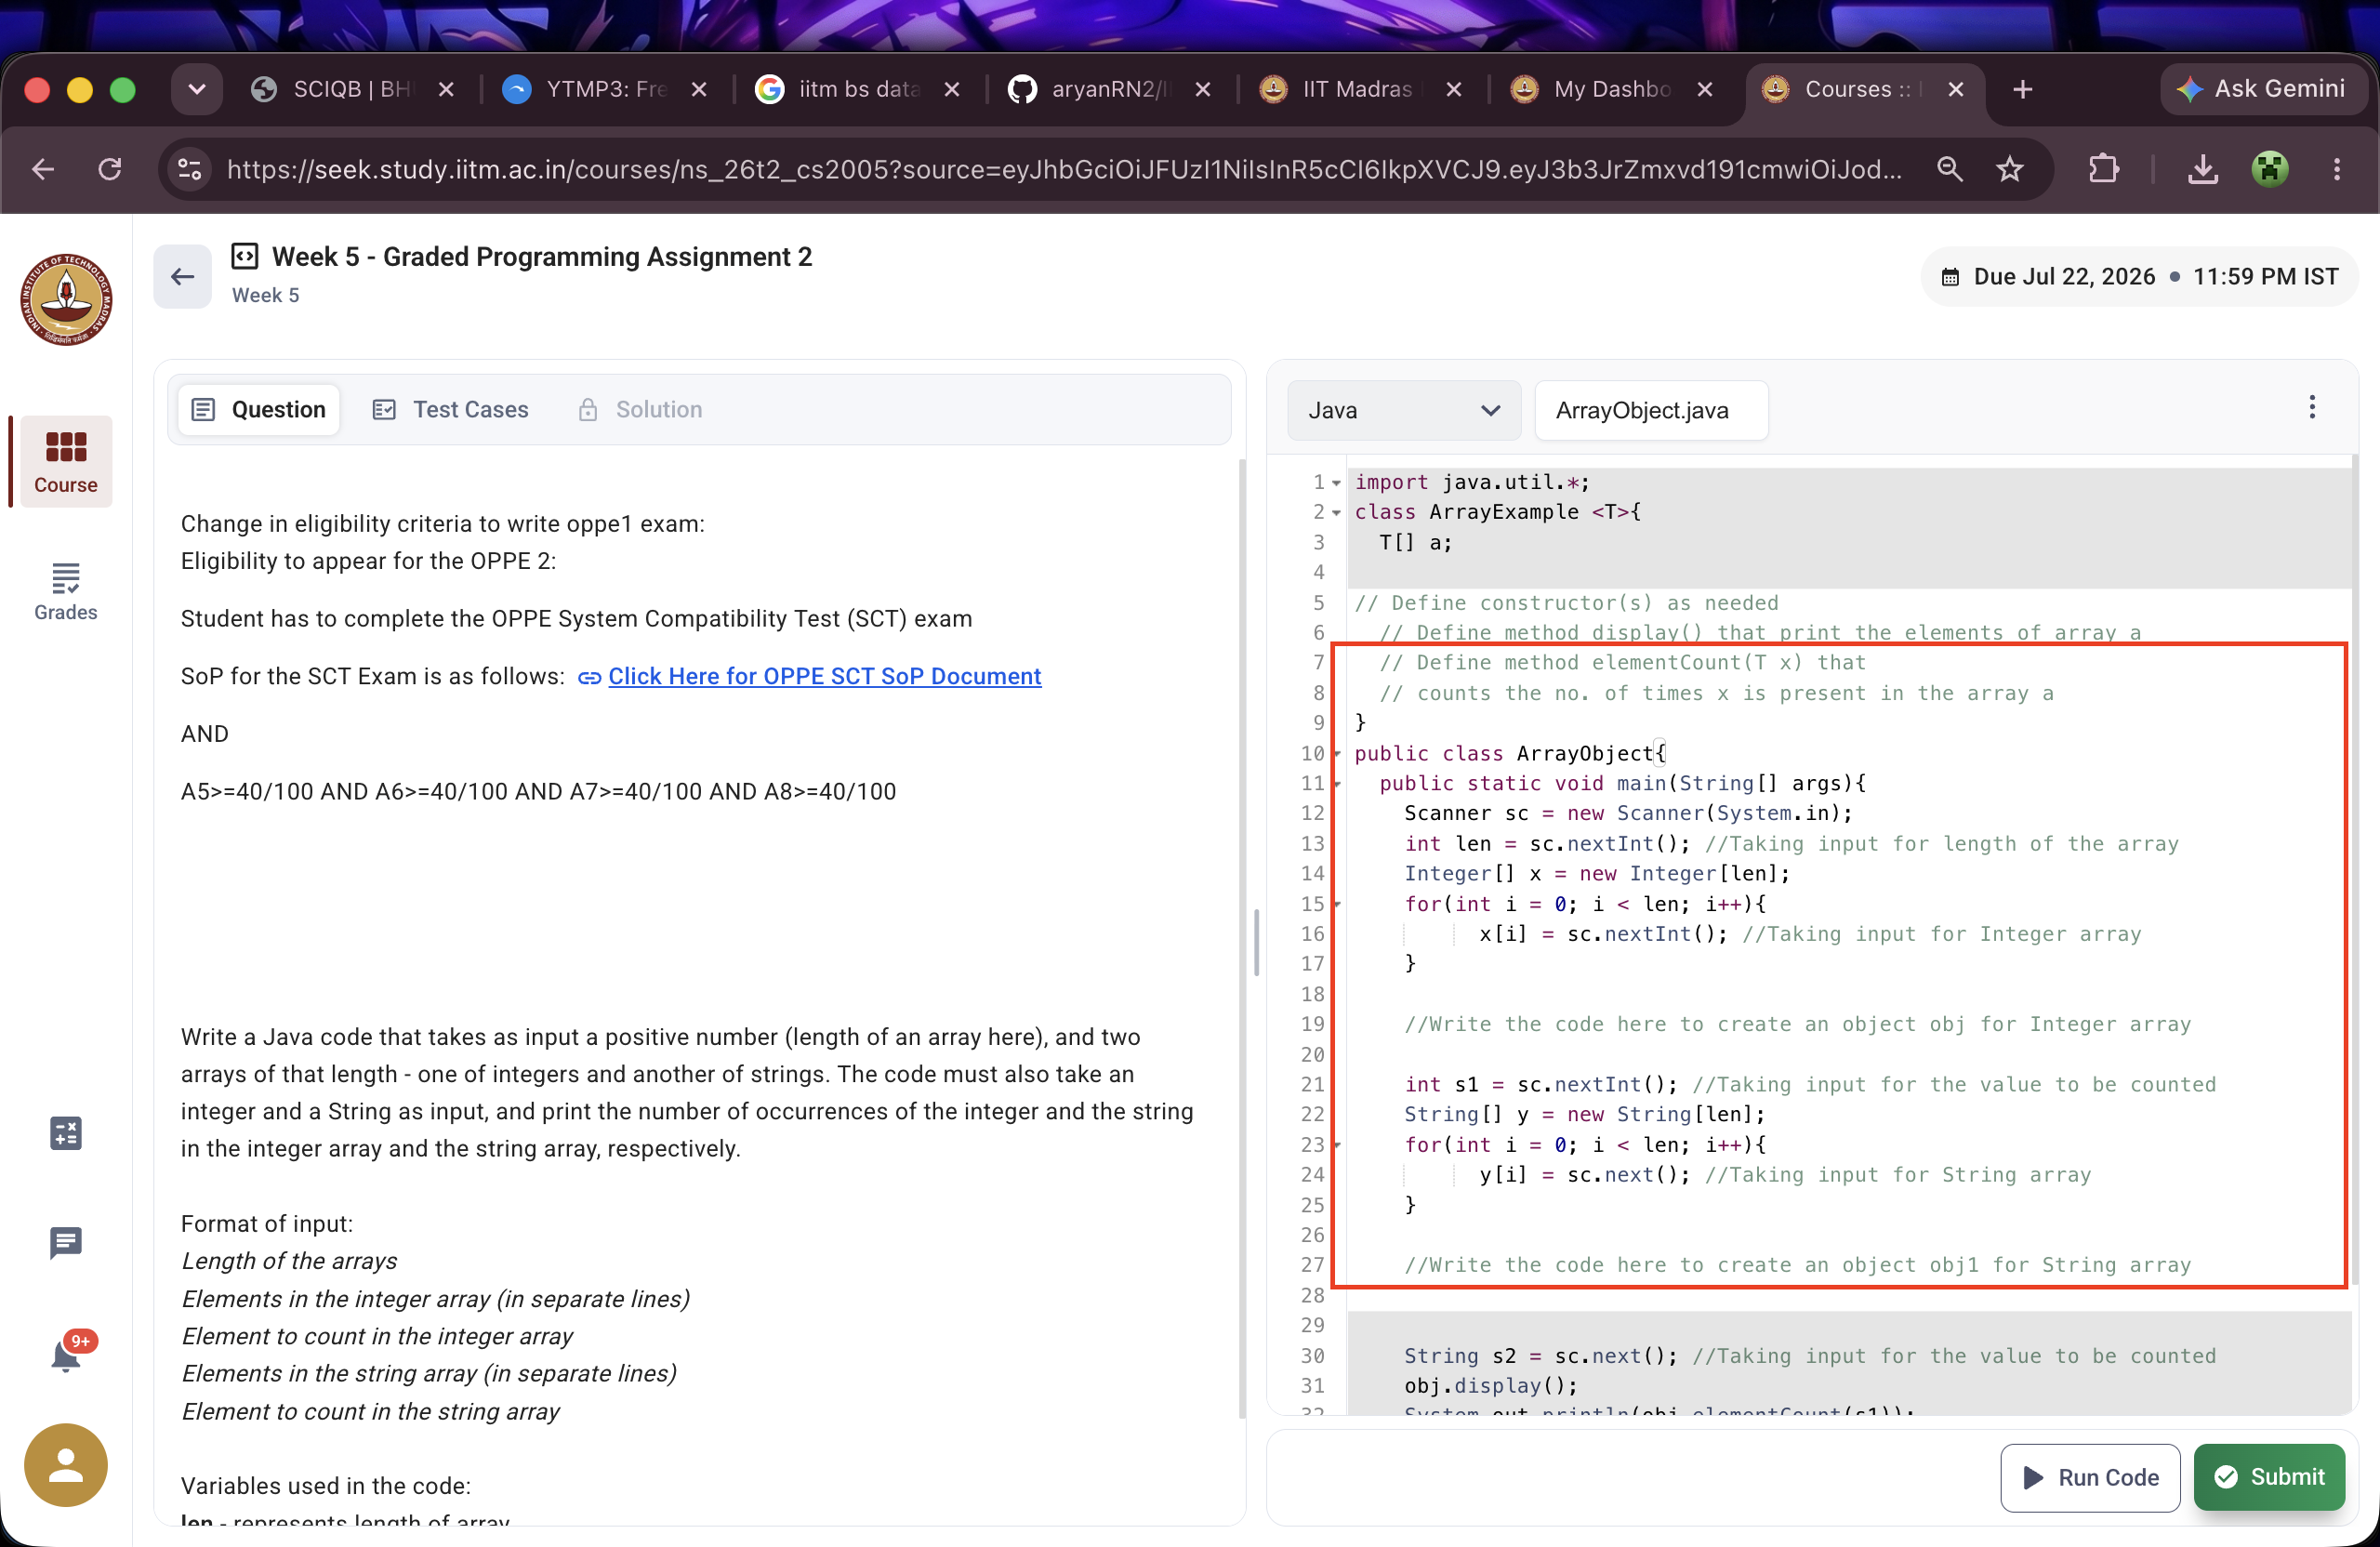 SCIQB | BH
YTMP3: Fre
iitm bs data
aryanRN2/I
IIT Madras
My Dashbo
Courses ::
Ask Gemini
https://seek.study.iitm.ac.in/courses/ns_26t2_cs2005?source=eyJhbGciOiJFUzI1NiIsInR5cCI6IkpXVCJ9.eyJ3b3JrZmxvd191cmwiOiJod...
Week 5 - Graded Programming Assignment 2
Week 5
Due Jul 22, 2026 • 11:59 PM IST
INDIAN INSTITUTE OF TECHNOLOGY MADRAS
Course
Grades
9+
Question
Test Cases
Solution
Change in eligibility criteria to write oppe1 exam:
Eligibility to appear for the OPPE 2:
Student has to complete the OPPE System Compatibility Test (SCT) exam
SoP for the SCT Exam is as follows: Click Here for OPPE SCT SoP Document
AND
A5>=40/100 AND A6>=40/100 AND A7>=40/100 AND A8>=40/100
Write a Java code that takes as input a positive number (length of an array here), and two
arrays of that length - one of integers and another of strings. The code must also take an
integer and a String as input, and print the number of occurrences of the integer and the string
in the integer array and the string array, respectively.
Format of input:
Length of the arrays
Elements in the integer array (in separate lines)
Element to count in the integer array
Elements in the string array (in separate lines)
Element to count in the string array
Variables used in the code:
len - represents length of array
Java
ArrayObject.java
1 import java.util.*;
2 class ArrayExample <T>{
3 T[] a;
4
5 // Define constructor(s) as needed
6 // Define method display() that print the elements of array a
7 // Define method elementCount(T x) that
8 // counts the no. of times x is present in the array a
9 }
10 public class ArrayObject{
11 public static void main(String[] args){
12 Scanner sc = new Scanner(System.in);
13 int len = sc.nextInt(); //Taking input for length of the array
14 Integer[] x = new Integer[len];
15 for(int i = 0; i < len; i++){
16 x[i] = sc.nextInt(); //Taking input for Integer array
17 }
18
19 //Write the code here to create an object obj for Integer array
20
21 int s1 = sc.nextInt(); //Taking input for the value to be counted
22 String[] y = new String[len];
23 for(int i = 0; i < len; i++){
24 y[i] = sc.next(); //Taking input for String array
25 }
26
27 //Write the code here to create an object obj1 for String array
28
29
30 String s2 = sc.next(); //Taking input for the value to be counted
31 obj.display();
32 System.out.println(obj.elementCount(s1));
Run Code
Submit